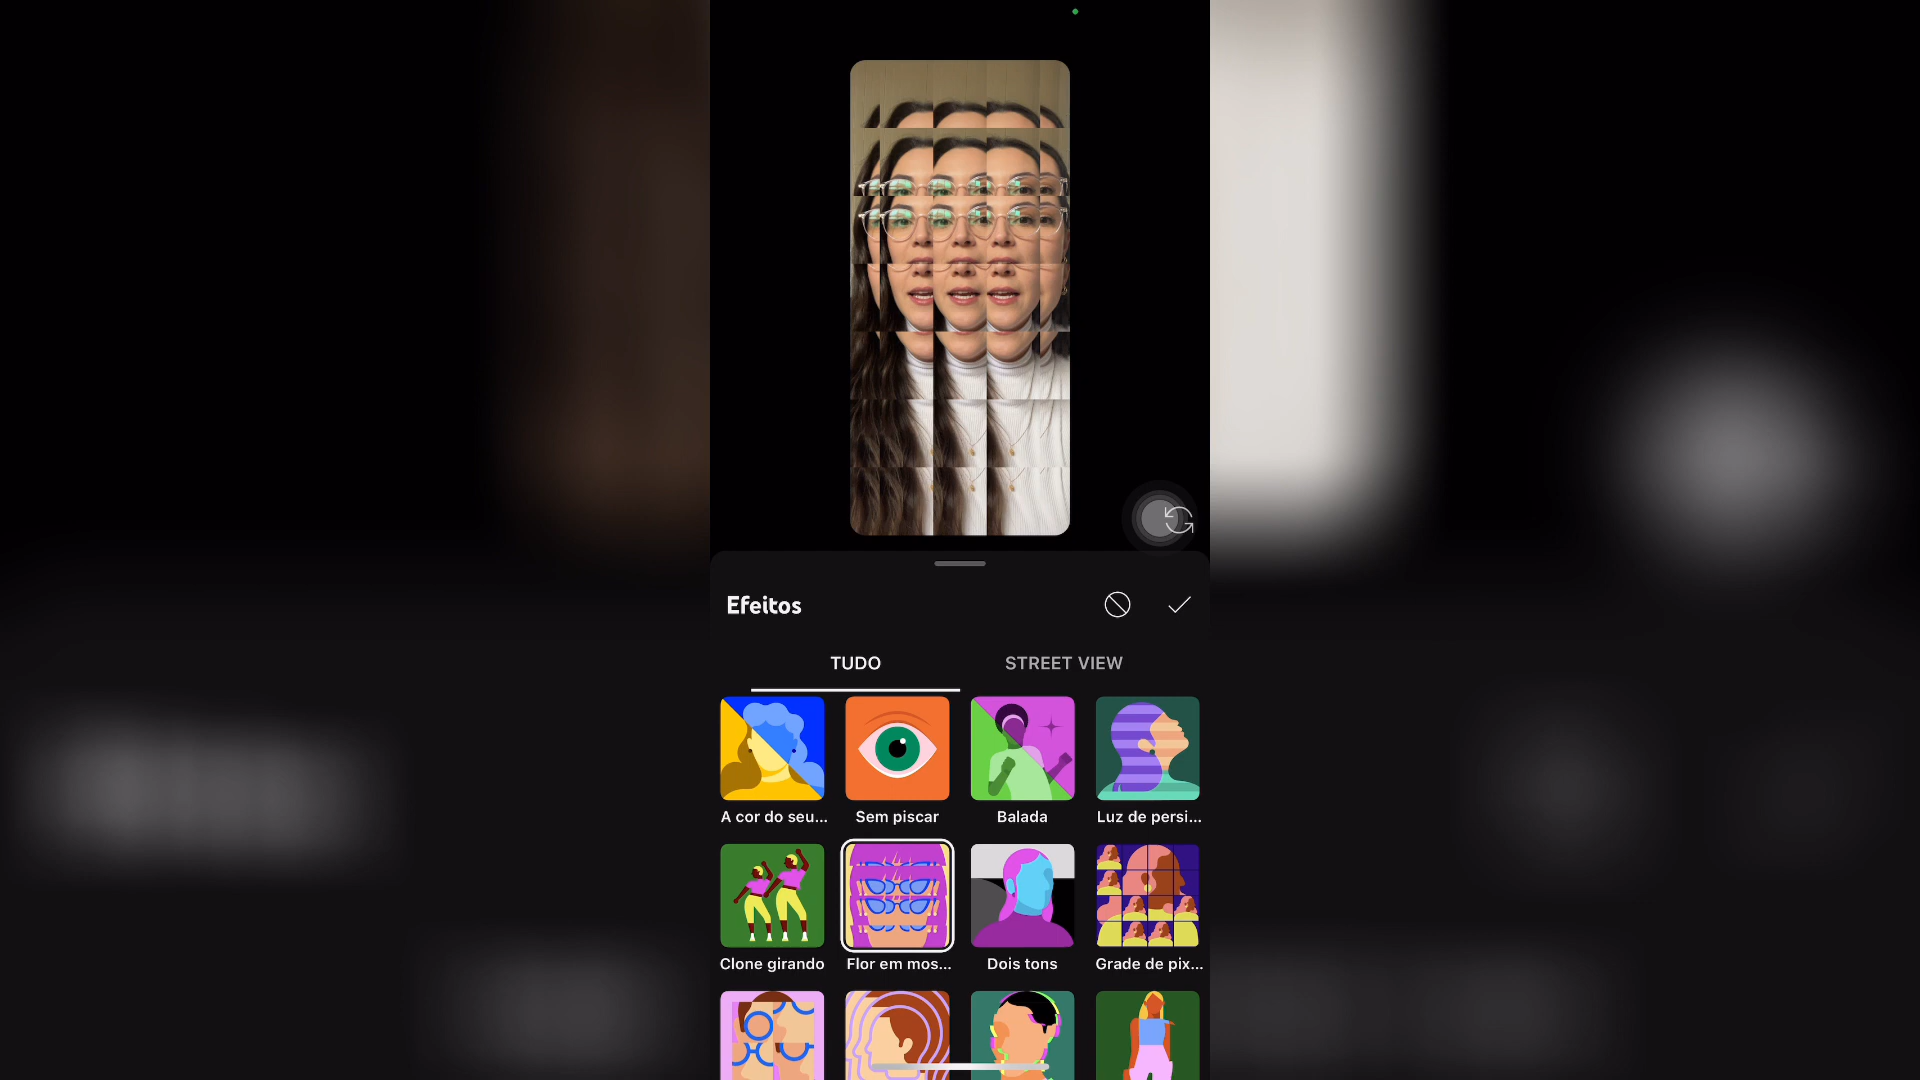 Efeitos
TUDO
STREET VIEW
A cor do seu...
Sem piscar
Balada
Luz de persi...
Clone girando
Flor em mos...
Dois tons
Grade de pix...